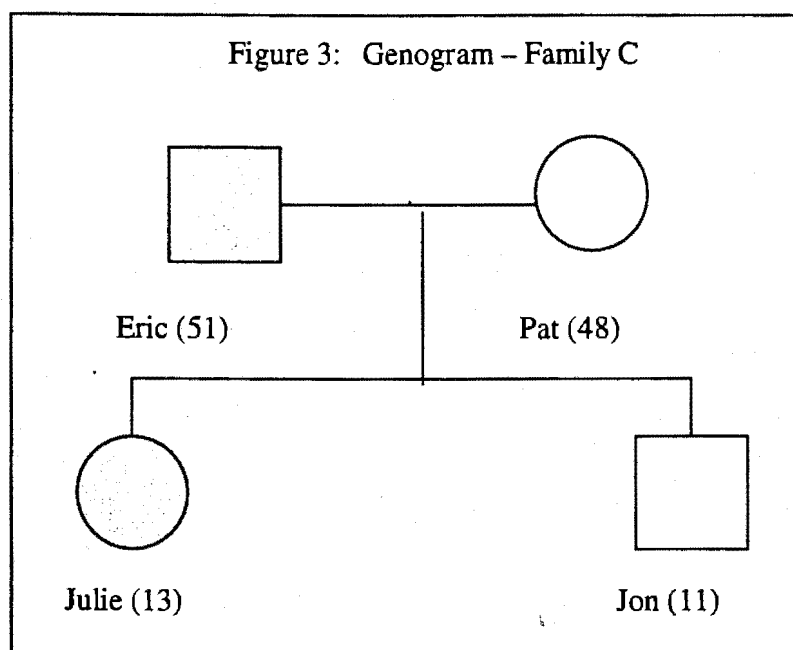 Figure 3: Genogram – Family C
Eric (51)
Pat (48)
Julie (13)
Jon (11)